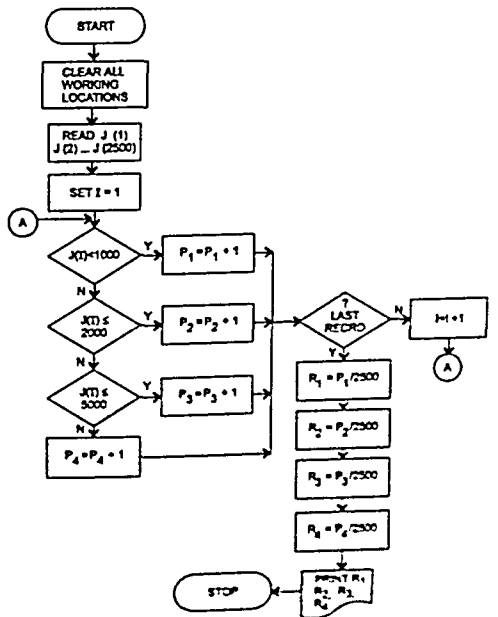 START
CLEAR ALL
WORKING
LOCATIONS
READ J (1)
J (2) ... J (2500)
SET I = 1
A
J(I)<1000
Y
N
P1=P1 + 1
J(I) ≤
2000
Y
N
P2=P2 + 1
J(I) ≤
5000
Y
N
P3=P3 + 1
P4=P4 + 1
?
LAST
RECRD
N
Y
I=I + 1
A
R1 = P1/2500
R2 = P2/2500
R3 = P3/2500
R4 = P4/2500
PRINT R1
R2, R3,
R4
STOP